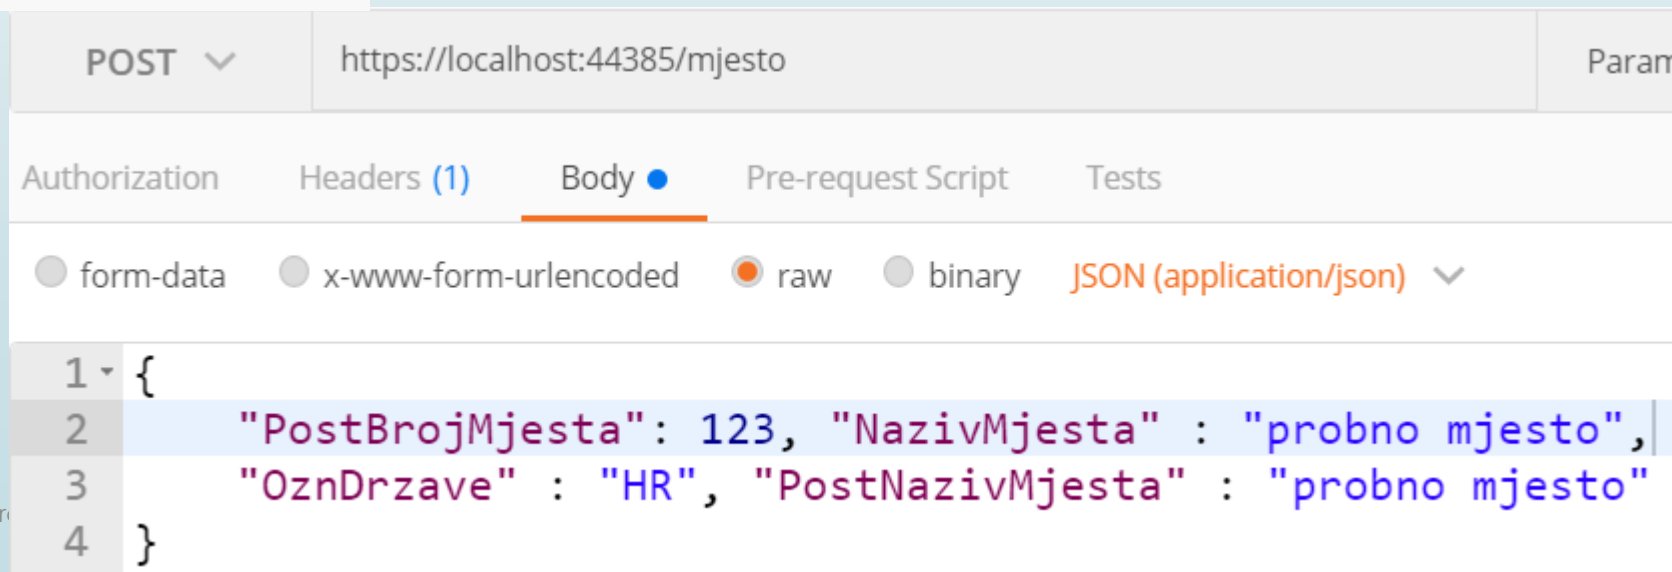 POST https://localhost:44385/mjesto Param
Authorization Headers (1) Body Pre-request Script Tests
form-data x-www-form-urlencoded raw binary JSON (application/json)
1 {
2 "PostBrojMjesta": 123, "NazivMjesta" : "probno mjesto",
3 "OznDrzave" : "HR", "PostNazivMjesta" : "probno mjesto"
4 }